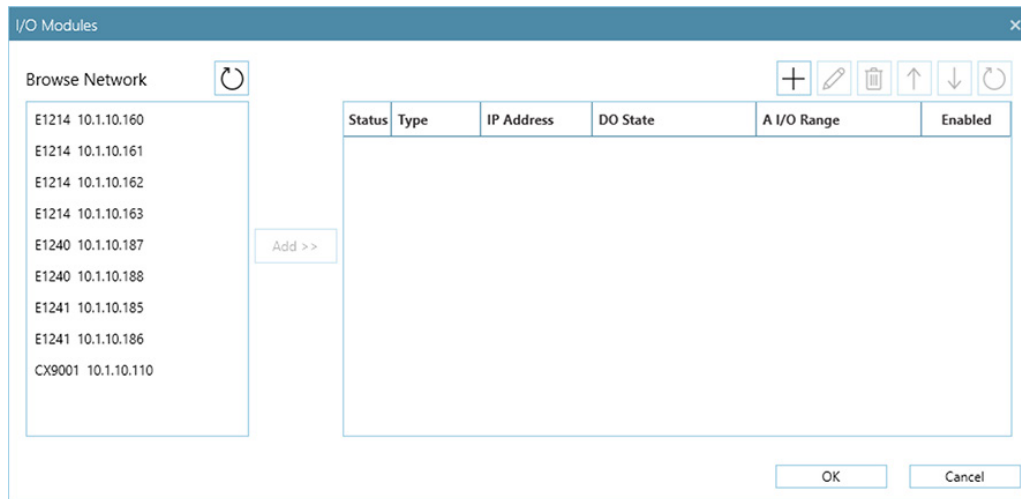 I/O Modules
Browse Network
Status Type IP Address DO State A I/O Range Enabled
E1214 10.1.10.160
E1214 10.1.10.161
E1214 10.1.10.162
E1214 10.1.10.163
E1240 10.1.10.187
E1240 10.1.10.188
E1241 10.1.10.185
E1241 10.1.10.186
CX9001 10.1.10.110
Add >>
OK Cancel